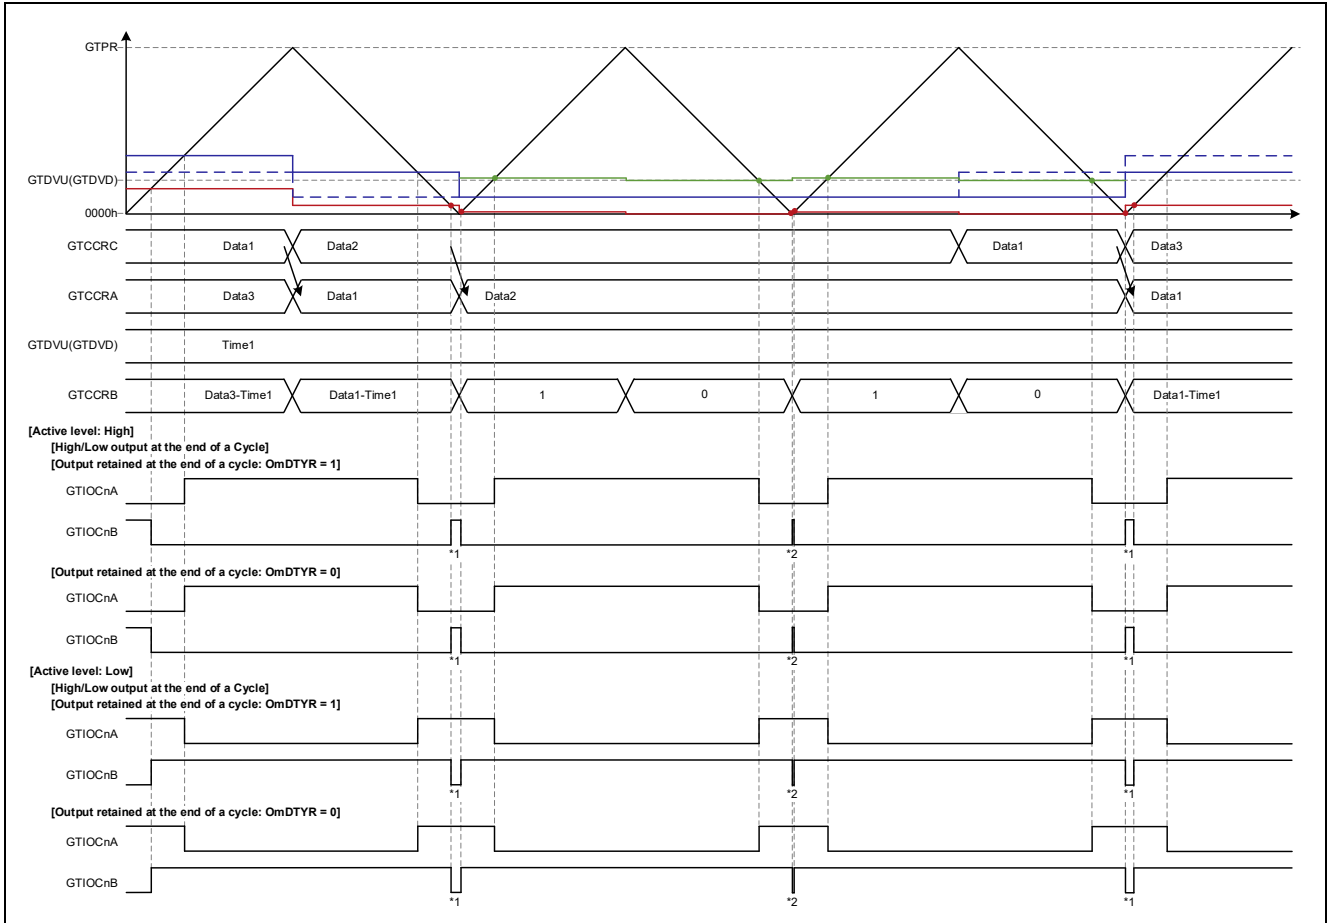 GTPR
GTDVU(GTDVD)
0000h
GTCCRC Data1 Data2 Data1 Data3
GTCCRA Data3 Data1 Data2 Data1
GTDVU(GTDVD) Time1
GTCCRB Data3-Time1 Data1-Time1 1 0 1 0 Data1-Time1
[Active level: High]
[High/Low output at the end of a Cycle]
[Output retained at the end of a cycle: OmDTYR = 1]
GTIOCnA
GTIOCnB
*1 *2 *1
[Output retained at the end of a cycle: OmDTYR = 0]
GTIOCnA
GTIOCnB
*1 *2 *1
[Active level: Low]
[High/Low output at the end of a Cycle]
[Output retained at the end of a cycle: OmDTYR = 1]
GTIOCnA
GTIOCnB
*1 *2 *1
[Output retained at the end of a cycle: OmDTYR = 0]
GTIOCnA
GTIOCnB
*1 *2 *1